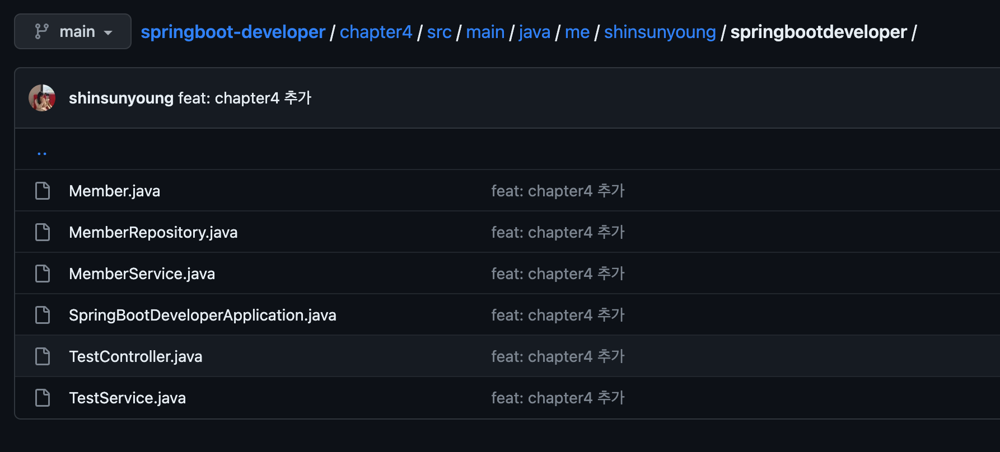 main springboot-developer / chapter4 / src / main / java / me / shinsunyoung / springbootdeveloper /
shinsunyoung feat: chapter4 추가
..
Member.java feat: chapter4 추가
MemberRepository.java feat: chapter4 추가
MemberService.java feat: chapter4 추가
SpringBootDeveloperApplication.java feat: chapter4 추가
TestController.java feat: chapter4 추가
TestService.java feat: chapter4 추가